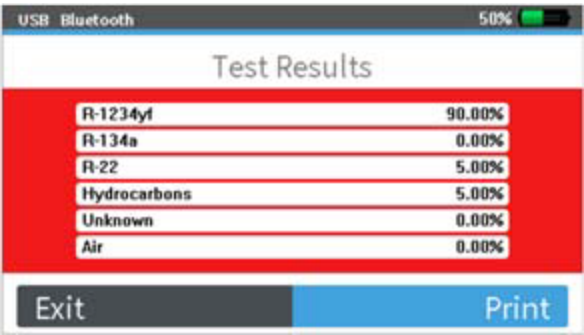 USB Bluetooth 50%
Test Results
R-1234yf 90.00%
R-134a 0.00%
R-22 5.00%
Hydrocarbons 5.00%
Unknown 0.00%
Air 0.00%
Exit Print